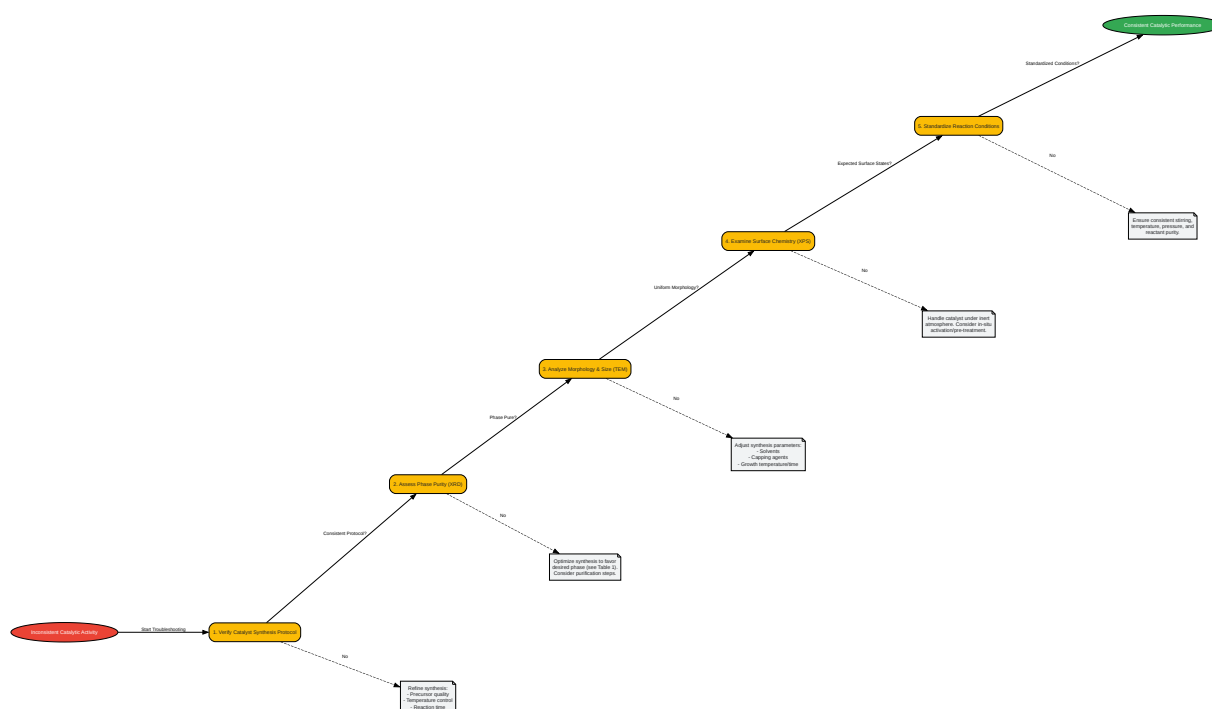 Consistent Catalytic Performance
Standardized Conditions?
5. Standardize Reaction Conditions
No
Expected Surface States?
Ensure consistent stirring,
temperature, pressure, and
reactant purity.
4. Examine Surface Chemistry (XPS)
No
Uniform Morphology?
Handle catalyst under inert
atmosphere. Consider in-situ
activation/pre-treatment.
3. Analyze Morphology & Size (TEM)
No
Phase Pure?
Adjust synthesis parameters:
- Solvents
- Capping agents
- Growth temperature/time
2. Assess Phase Purity (XRD)
No
Consistent Protocol?
Optimize synthesis to favor
desired phase (see Table 1).
Consider purification steps.
Inconsistent Catalytic Activity
Start Troubleshooting
1. Verify Catalyst Synthesis Protocol
No
Refine synthesis:
- Precursor quality
- Temperature control
- Reaction time